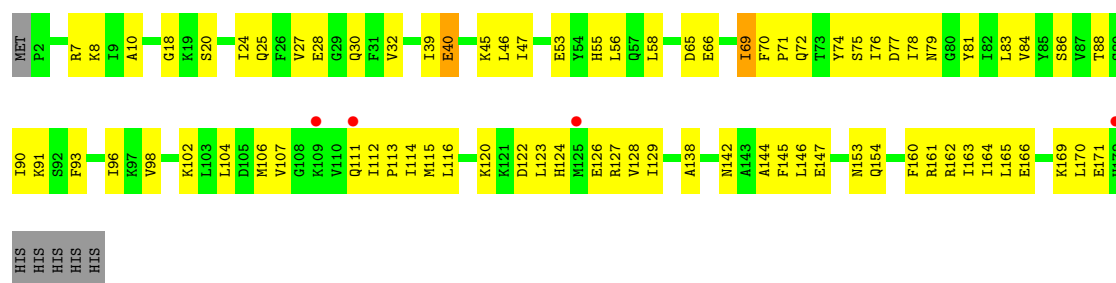 MET P2 R7 K8 I9 A10 G18 K19 S20 I24 Q25 F26 V27 E28 G29 Q30 F31 V32 I39 E40 K45 L46 I47 E53 Y54 H55 L56 Q57 L58 D65 E66 I69 F70 P71 Q72 T73 Y74 S75 I76 D77 I78 N79 G80 Y81 I82 L83 V84 Y85 S86 V87 T88
I90 K91 S92 F93 I96 K97 V98 K102 L103 L104 D105 M106 V107 G108 K109 V110 Q111 I112 P113 I114 M115 L116 K120 K121 D122 L123 H124 M125 E126 R127 V128 I129 A138 N142 A143 A144 F145 L146 E147 N153 Q154 F160 R161 R162 I163 I164 L165 E166 K169 L170 E171
HIS HIS HIS HIS HIS